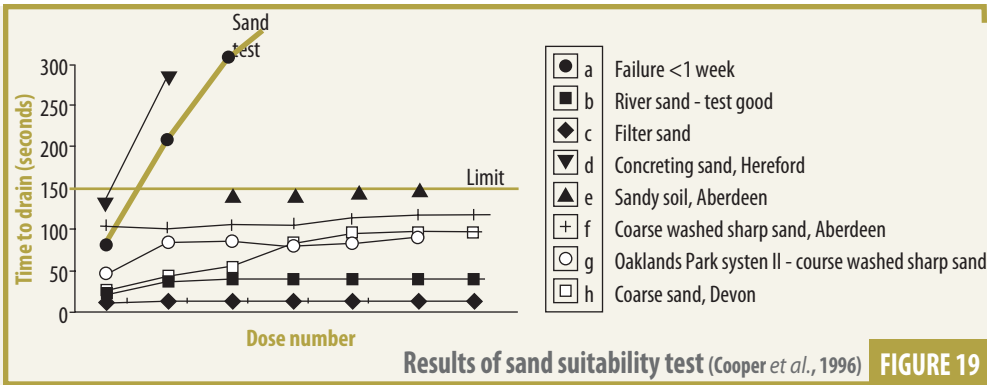 Sand
test
300
250
200
150
100
50
0
Time to drain (seconds)
Limit
Dose number
a Failure <1 week
b River sand - test good
c Filter sand
d Concreting sand, Hereford
e Sandy soil, Aberdeen
f Coarse washed sharp sand, Aberdeen
g Oaklands Park systen II - course washed sharp sand
h Coarse sand, Devon
Results of sand suitability test (Cooper et al., 1996) FIGURE 19